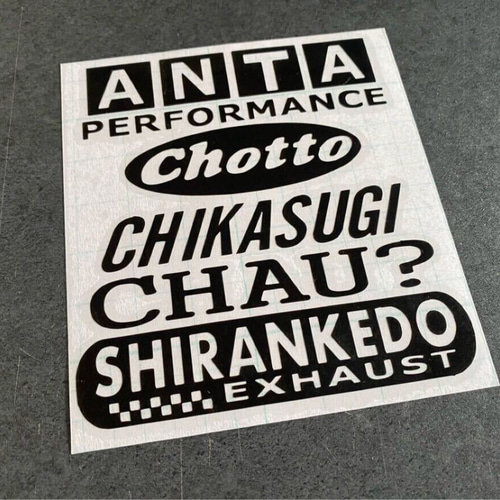 ANTA
PERFORMANCE
Chotto
CHIKASUGI
CHAU?
SHIRANKEDO
EXHAUST